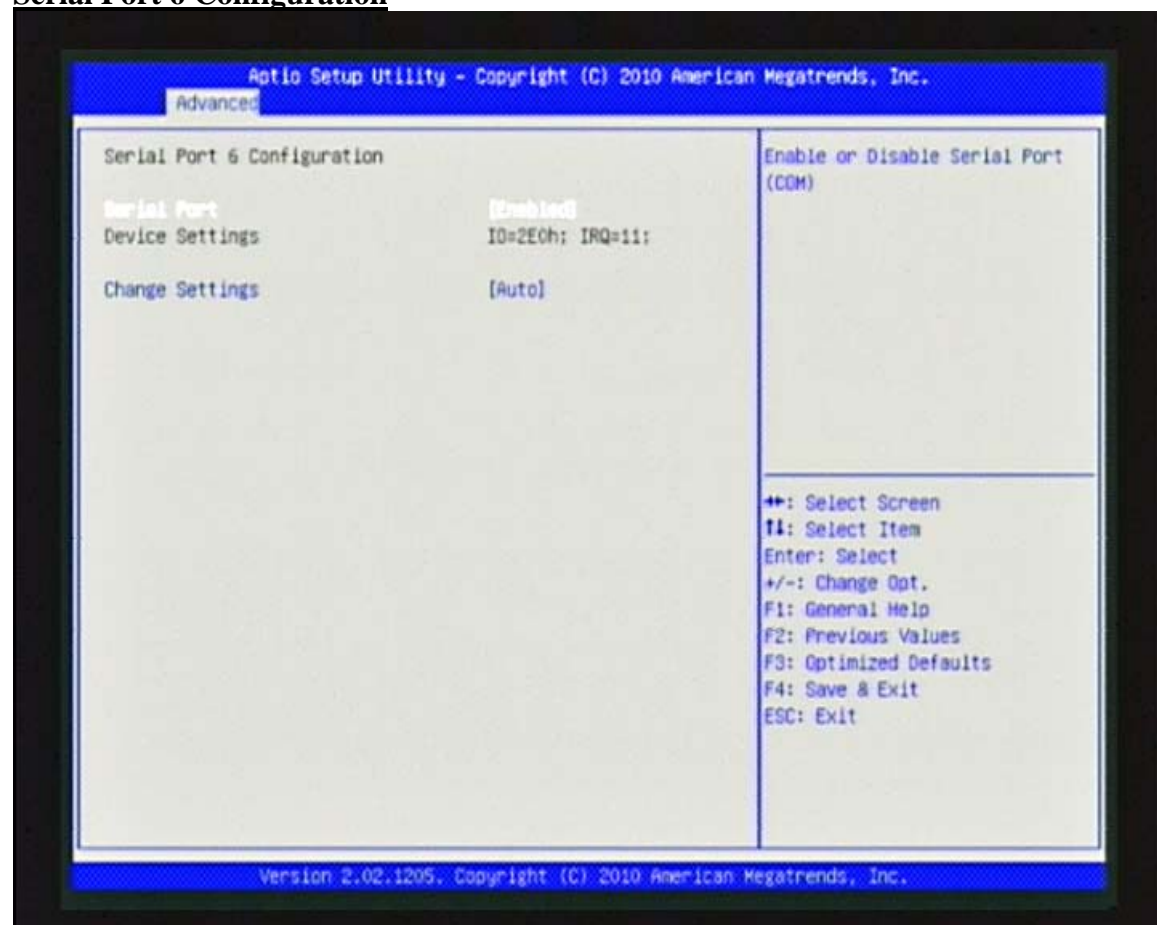 Serial Port 6 Configuration
Aptio Setup Utility - Copyright (C) 2010 American Megatrends, Inc.
Advanced
Serial Port 6 Configuration
Serial Port [Enabled]
Device Settings IO=2E0h; IRQ=11;
Change Settings [Auto]
Enable or Disable Serial Port
(COM)
→←: Select Screen
↑↓: Select Item
Enter: Select
+/-: Change Opt.
F1: General Help
F2: Previous Values
F3: Optimized Defaults
F4: Save & Exit
ESC: Exit
Version 2.02.1205. Copyright (C) 2010 American Megatrends, Inc.